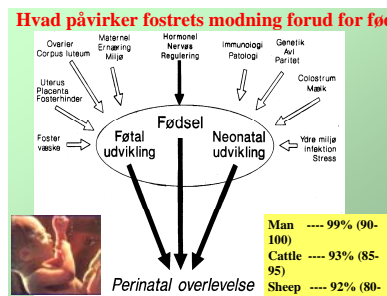 Hvad påvirker fostrets modning forud for fø
Ovarier
Corpus luteum
Maternel
Ernæring
Miljø
Hormonel
Nervøs
Regulering
Immunologi
Patologi
Genetik
Avl
Paritet
Uterus
Placenta
Fosterhinder
Colostrum
Mælk
Foster
væske
Føtal
udvikling
Fødsel
Neonatal
udvikling
Ydre miljø
Infektion
Stress
Perinatal overlevelse
Man ---- 99% (90-
100)
Cattle ---- 93% (85-
95)
Sheep ---- 92% (80-